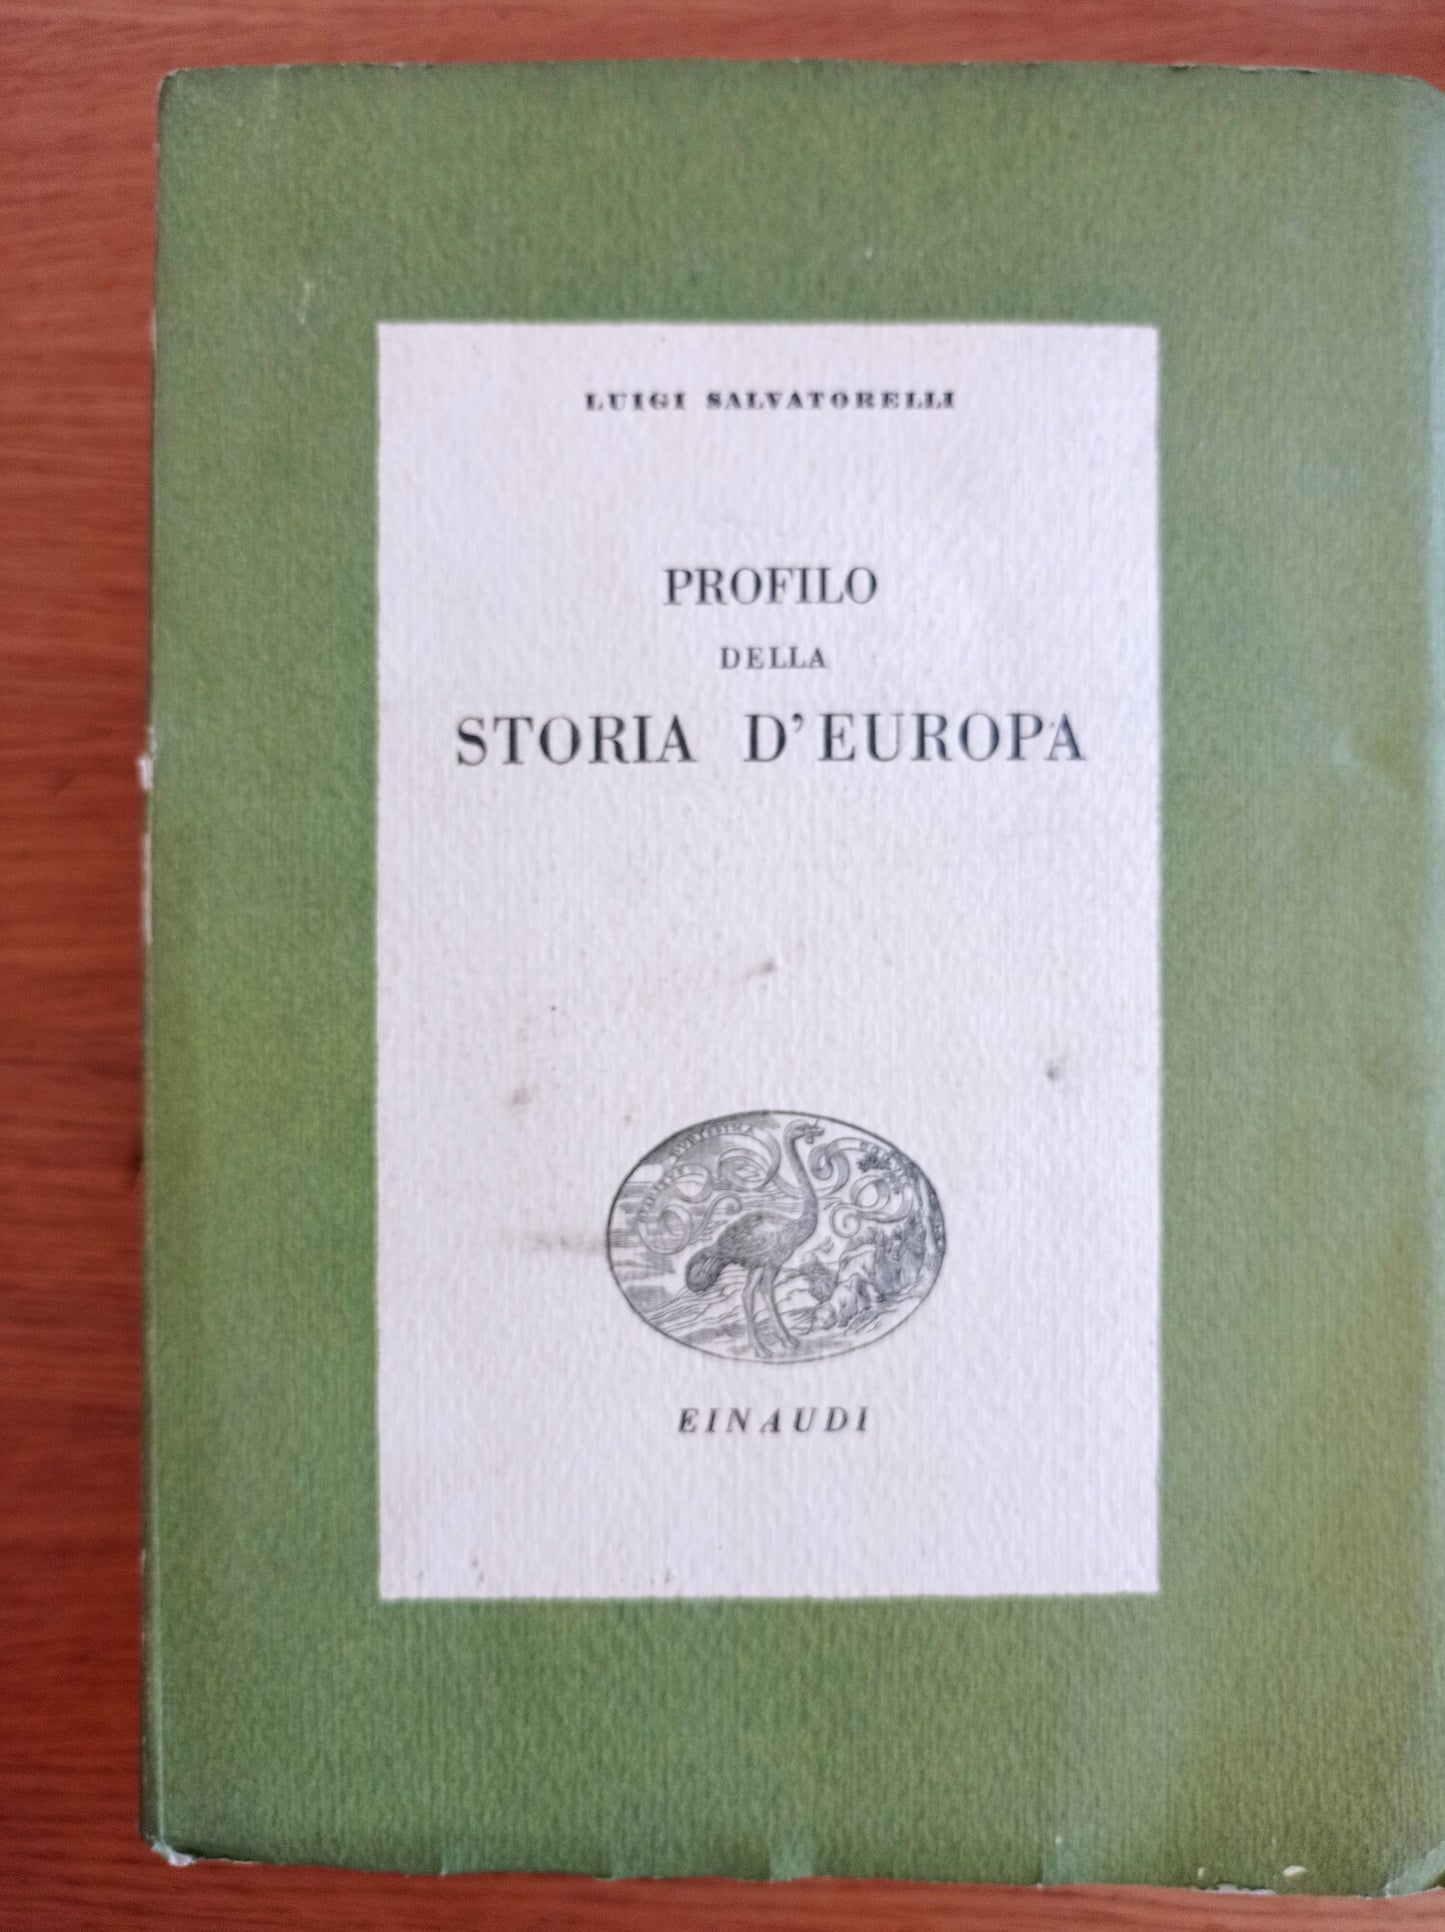 LUIGI SALVATORELLI
PROFILO
DELLA
STORIA D'EUROPA
EINAUDI